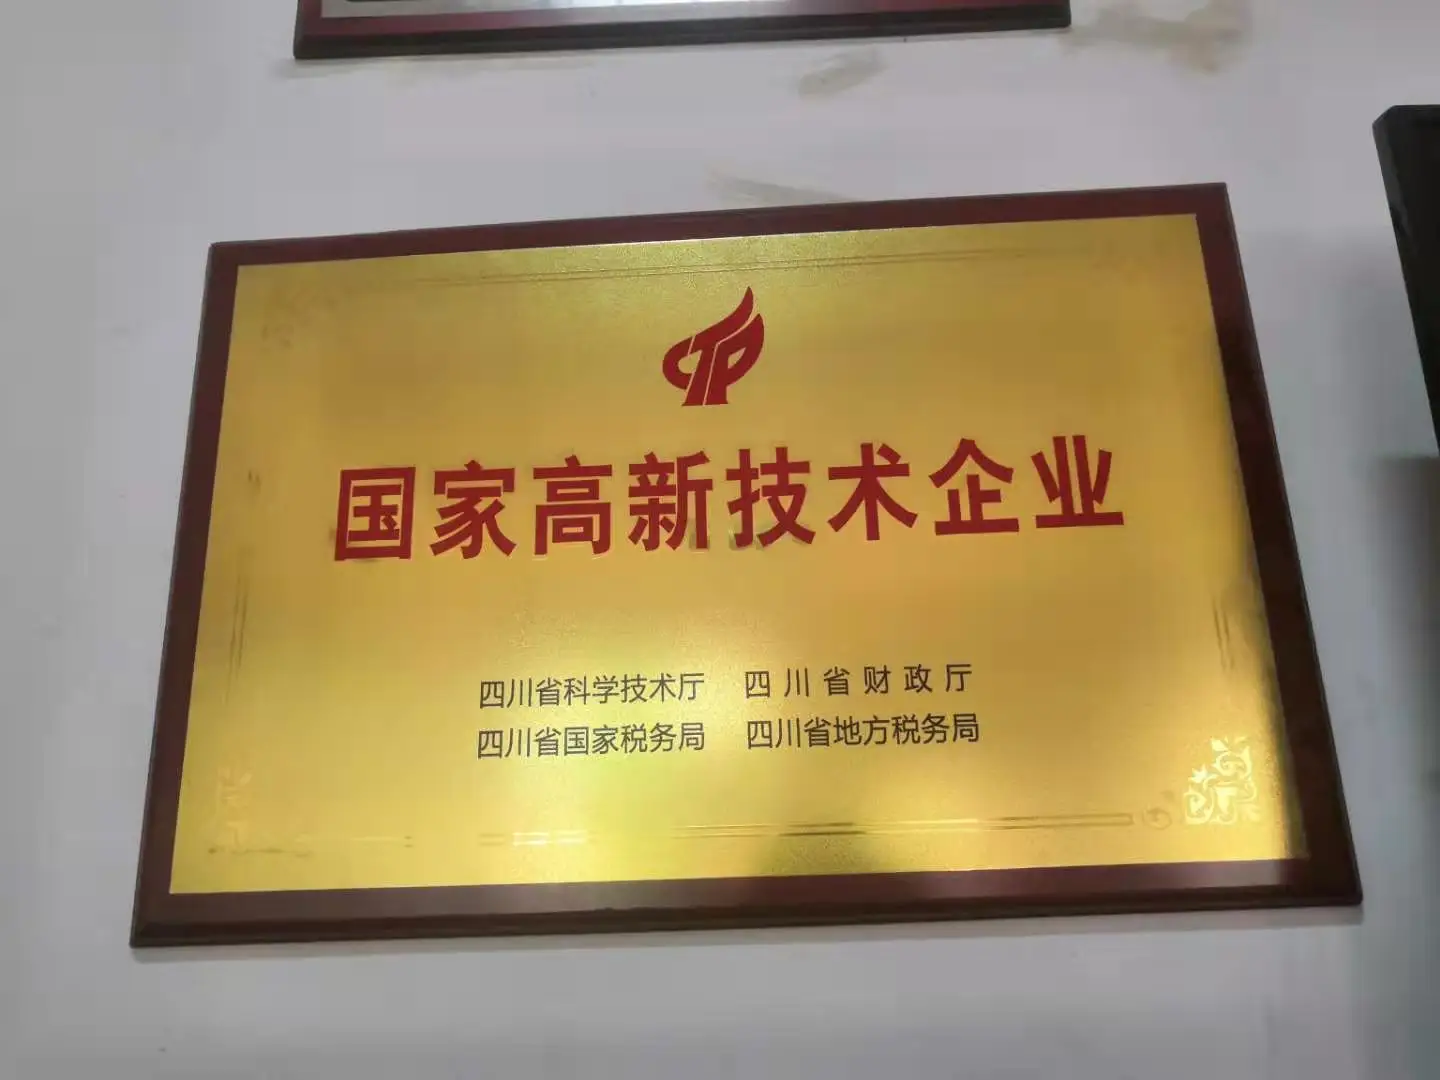 CTP
国家高新技术企业
四川省科学技术厅 四川省财政厅
四川省国家税务局 四川省地方税务局